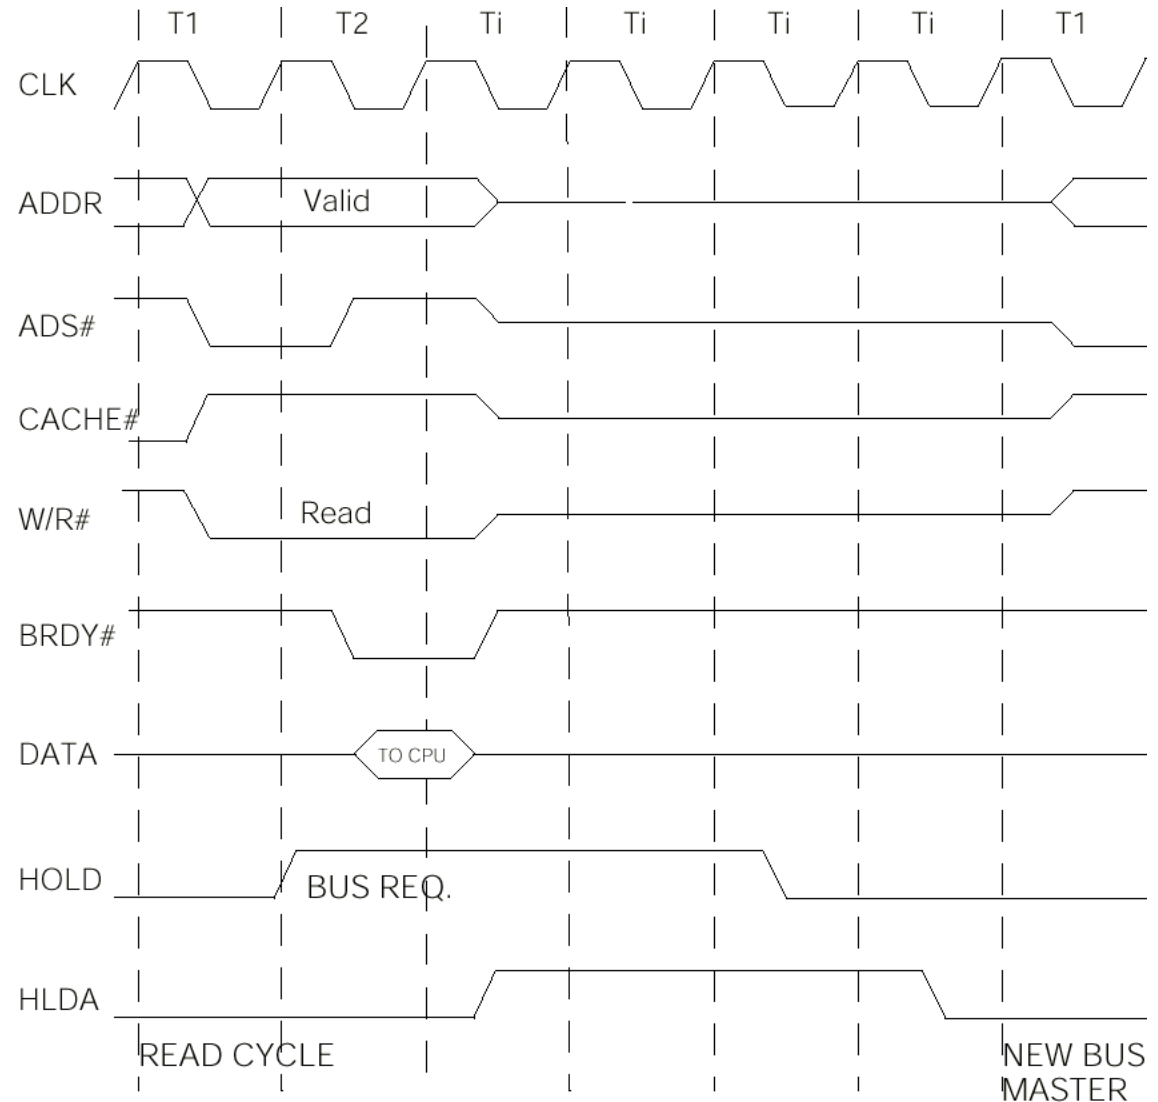 T1 T2 Ti Ti Ti Ti T1
CLK
ADDR Valid
ADS#
CACHE#
W/R# Read
BRDY#
DATA TO CPU
HOLD BUS REQ.
HLDA
READ CYCLE NEW BUS
MASTER